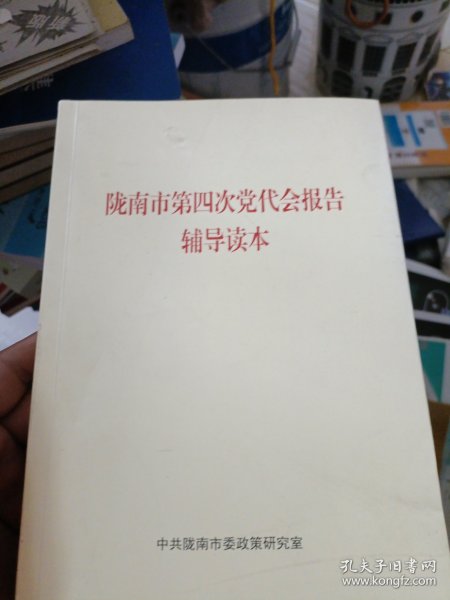 陇南市第四次党代会报告
辅导读本
中共陇南市委政策研究室
孔夫子旧书网
www.kongfz.com